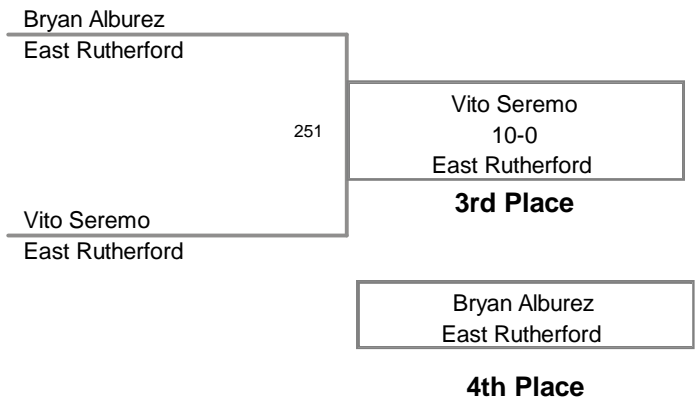 Bryan Alburez
East Rutherford
251
Vito Seremo
10-0
East Rutherford
3rd Place
Vito Seremo
East Rutherford
Bryan Alburez
East Rutherford
4th Place